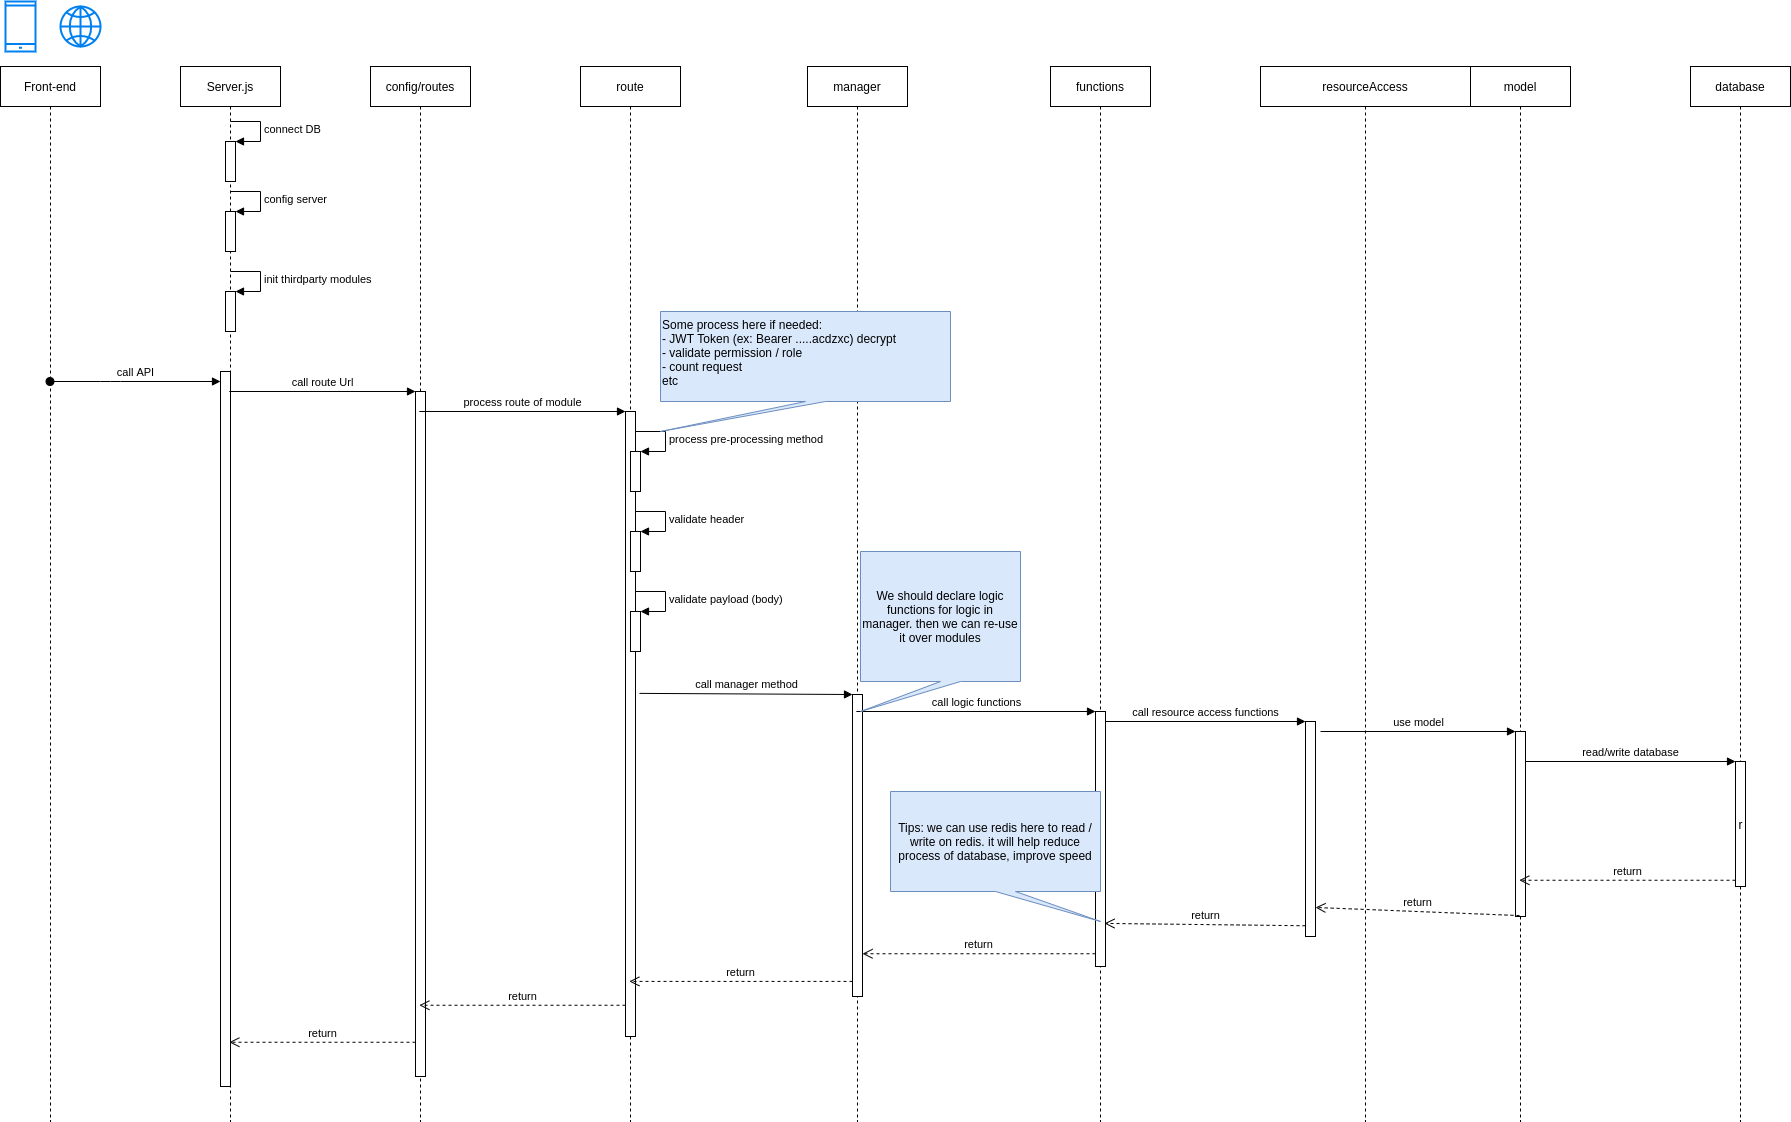 Front-end
Server.js
config/routes
route
manager
functions
resourceAccess
model
database
connect DB
config server
init thirdparty modules
Some process here if needed:
- JWT Token (ex: Bearer .....acdzxc) decrypt
- validate permission / role
- count request
etc
call API
call route Url
process route of module
process pre-processing method
validate header
validate payload (body)
We should declare logic
functions for logic in
manager. then we can re-use
it over modules
call manager method
call logic functions
call resource access functions
use model
read/write database
Tips: we can use redis here to read /
write on redis. it will help reduce
process of database, improve speed
r
return
return
return
return
return
return
return